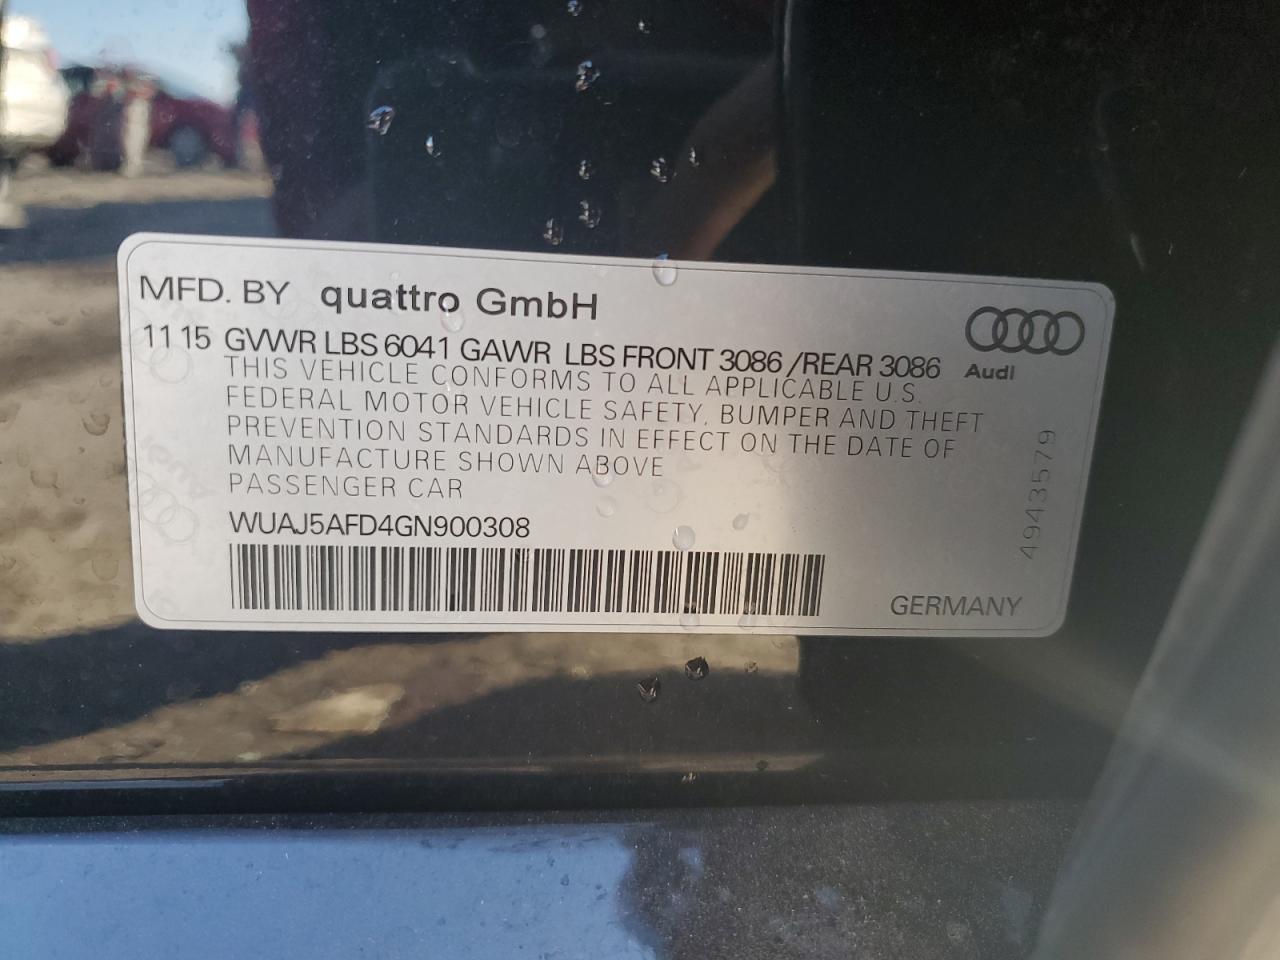 MFD. BY quattro GmbH
11 15 GVWR LBS 6041 GAWR LBS FRONT 3086 /REAR 3086
Audi
THIS VEHICLE CONFORMS TO ALL APPLICABLE U.S.
FEDERAL MOTOR VEHICLE SAFETY, BUMPER AND THEFT
PREVENTION STANDARDS IN EFFECT ON THE DATE OF
MANUFACTURE SHOWN ABOVE
PASSENGER CAR
WUAJ5AFD4GN900308
4943579
GERMANY